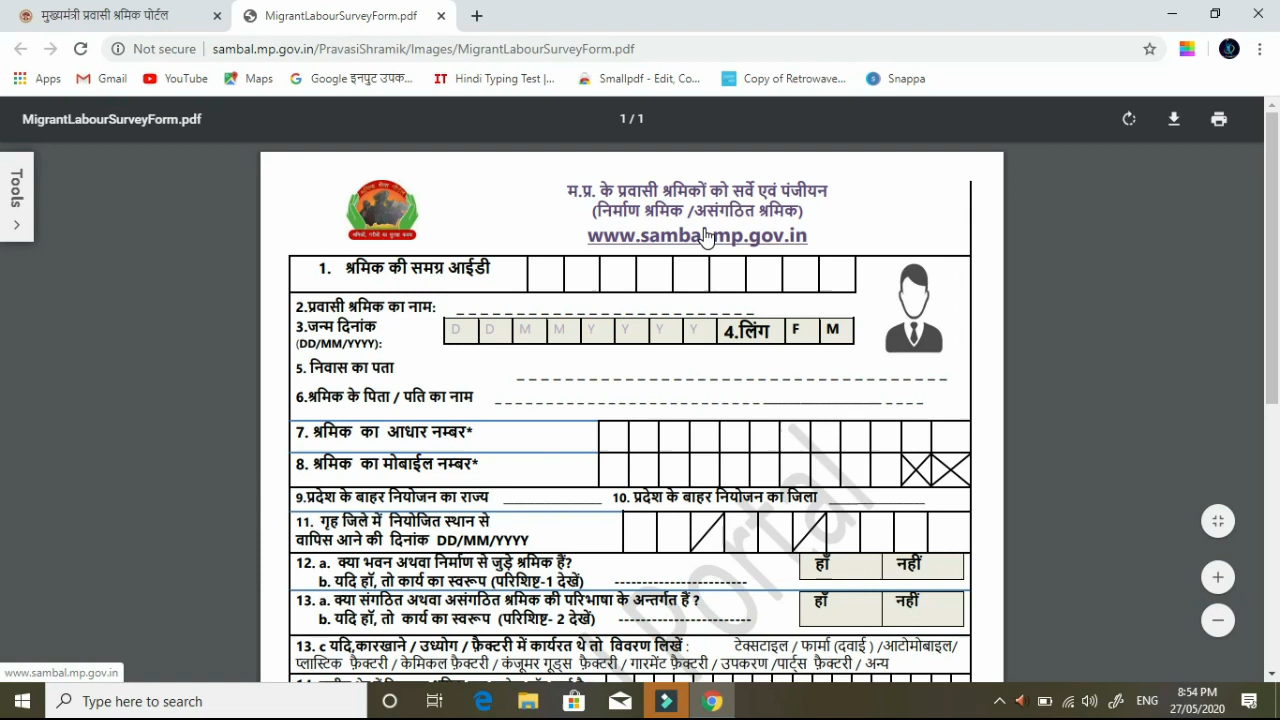 मुख्यमंत्री प्रवासी श्रमिक पोर्टल
MigrantLabourSurveyForm.pdf
Not secure | sambal.mp.gov.in/PravasiShramik/Images/MigrantLabourSurveyForm.pdf
Apps Gmail YouTube Maps Google इनपुट उपक... IT Hindi Typing Test |... Smallpdf - Edit, Co... Copy of Retrowave... Snappa
MigrantLabourSurveyForm.pdf 1 / 1
Tools
म.प्र. के प्रवासी श्रमिकों को सर्वे एवं पंजीयन
(निर्माण श्रमिक /असंगठित श्रमिक)
www.sambal.mp.gov.in
1. श्रमिक की समग्र आईडी
2.प्रवासी श्रमिक का नाम:
3.जन्म दिनांक D D M M Y Y Y Y 4.लिंग F M
(DD/MM/YYYY):
5. निवास का पता
6.श्रमिक के पिता / पति का नाम
7. श्रमिक का आधार नम्बर*
8. श्रमिक का मोबाईल नम्बर*
9.प्रदेश के बाहर नियोजन का राज्य 10. प्रदेश के बाहर नियोजन का जिला
11. गृह जिले में नियोजित स्थान से
वापिस आने की दिनांक DD/MM/YYYY
12. a. क्या भवन अथवा निर्माण से जुड़े श्रमिक हैं? हाँ नहीं
b. यदि हॉ, तो कार्य का स्वरूप (परिशिष्ट-1 देखें)
13. a. क्या संगठित अथवा असंगठित श्रमिक की परिभाषा के अन्तर्गत हैं ? हाँ नहीं
b. यदि हॉ, तो कार्य का स्वरूप (परिशिष्ट- 2 देखें)
13. c यदि,कारखाने / उध्योग / फ़ैक्टरी में कार्यरत थे तो विवरण लिखें : टेक्सटाइल / फार्मा (दवाई ) /आटोमोबाइल/
प्लास्टिक फ़ैक्टरी / केमिकल फ़ैक्टरी / कंजूमर गूड्स फ़ैक्टरी / गारमेंट फ़ैक्टरी / उपकरण /पार्ट्स फ़ैक्टरी / अन्य
Portal
www.sambal.mp.gov.in
Type here to search
ENG
8:54 PM
27/05/2020